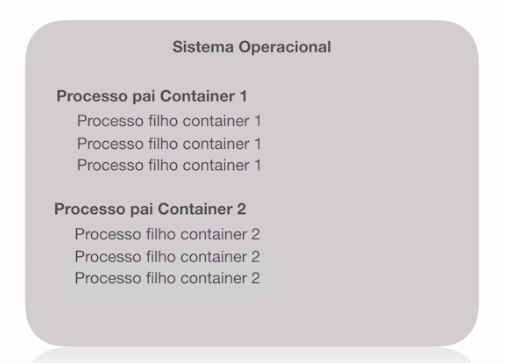 Sistema Operacional
Processo pai Container 1
Processo filho container 1
Processo filho container 1
Processo filho container 1
Processo pai Container 2
Processo filho container 2
Processo filho container 2
Processo filho container 2